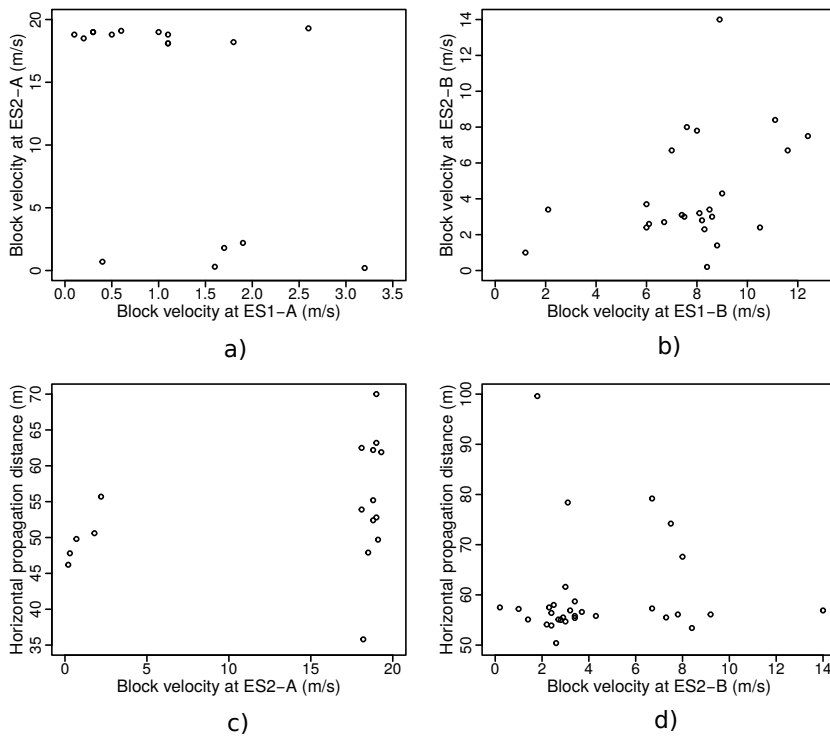 Block velocity at ES2−A (m/s)
0
5
10
15
20
0.0 0.5 1.0 1.5 2.0 2.5 3.0 3.5
Block velocity at ES1−A (m/s)
a)
Block velocity at ES2−B (m/s)
0
2
4
6
8
10
12
14
0 2 4 6 8 10 12
Block velocity at ES1−B (m/s)
b)
Horizontal propagation distance (m)
35
40
45
50
55
60
65
70
0 5 10 15 20
Block velocity at ES2−A (m/s)
c)
Horizontal propagation distance (m)
50
60
70
80
90
100
0 2 4 6 8 10 12 14
Block velocity at ES2−B (m/s)
d)